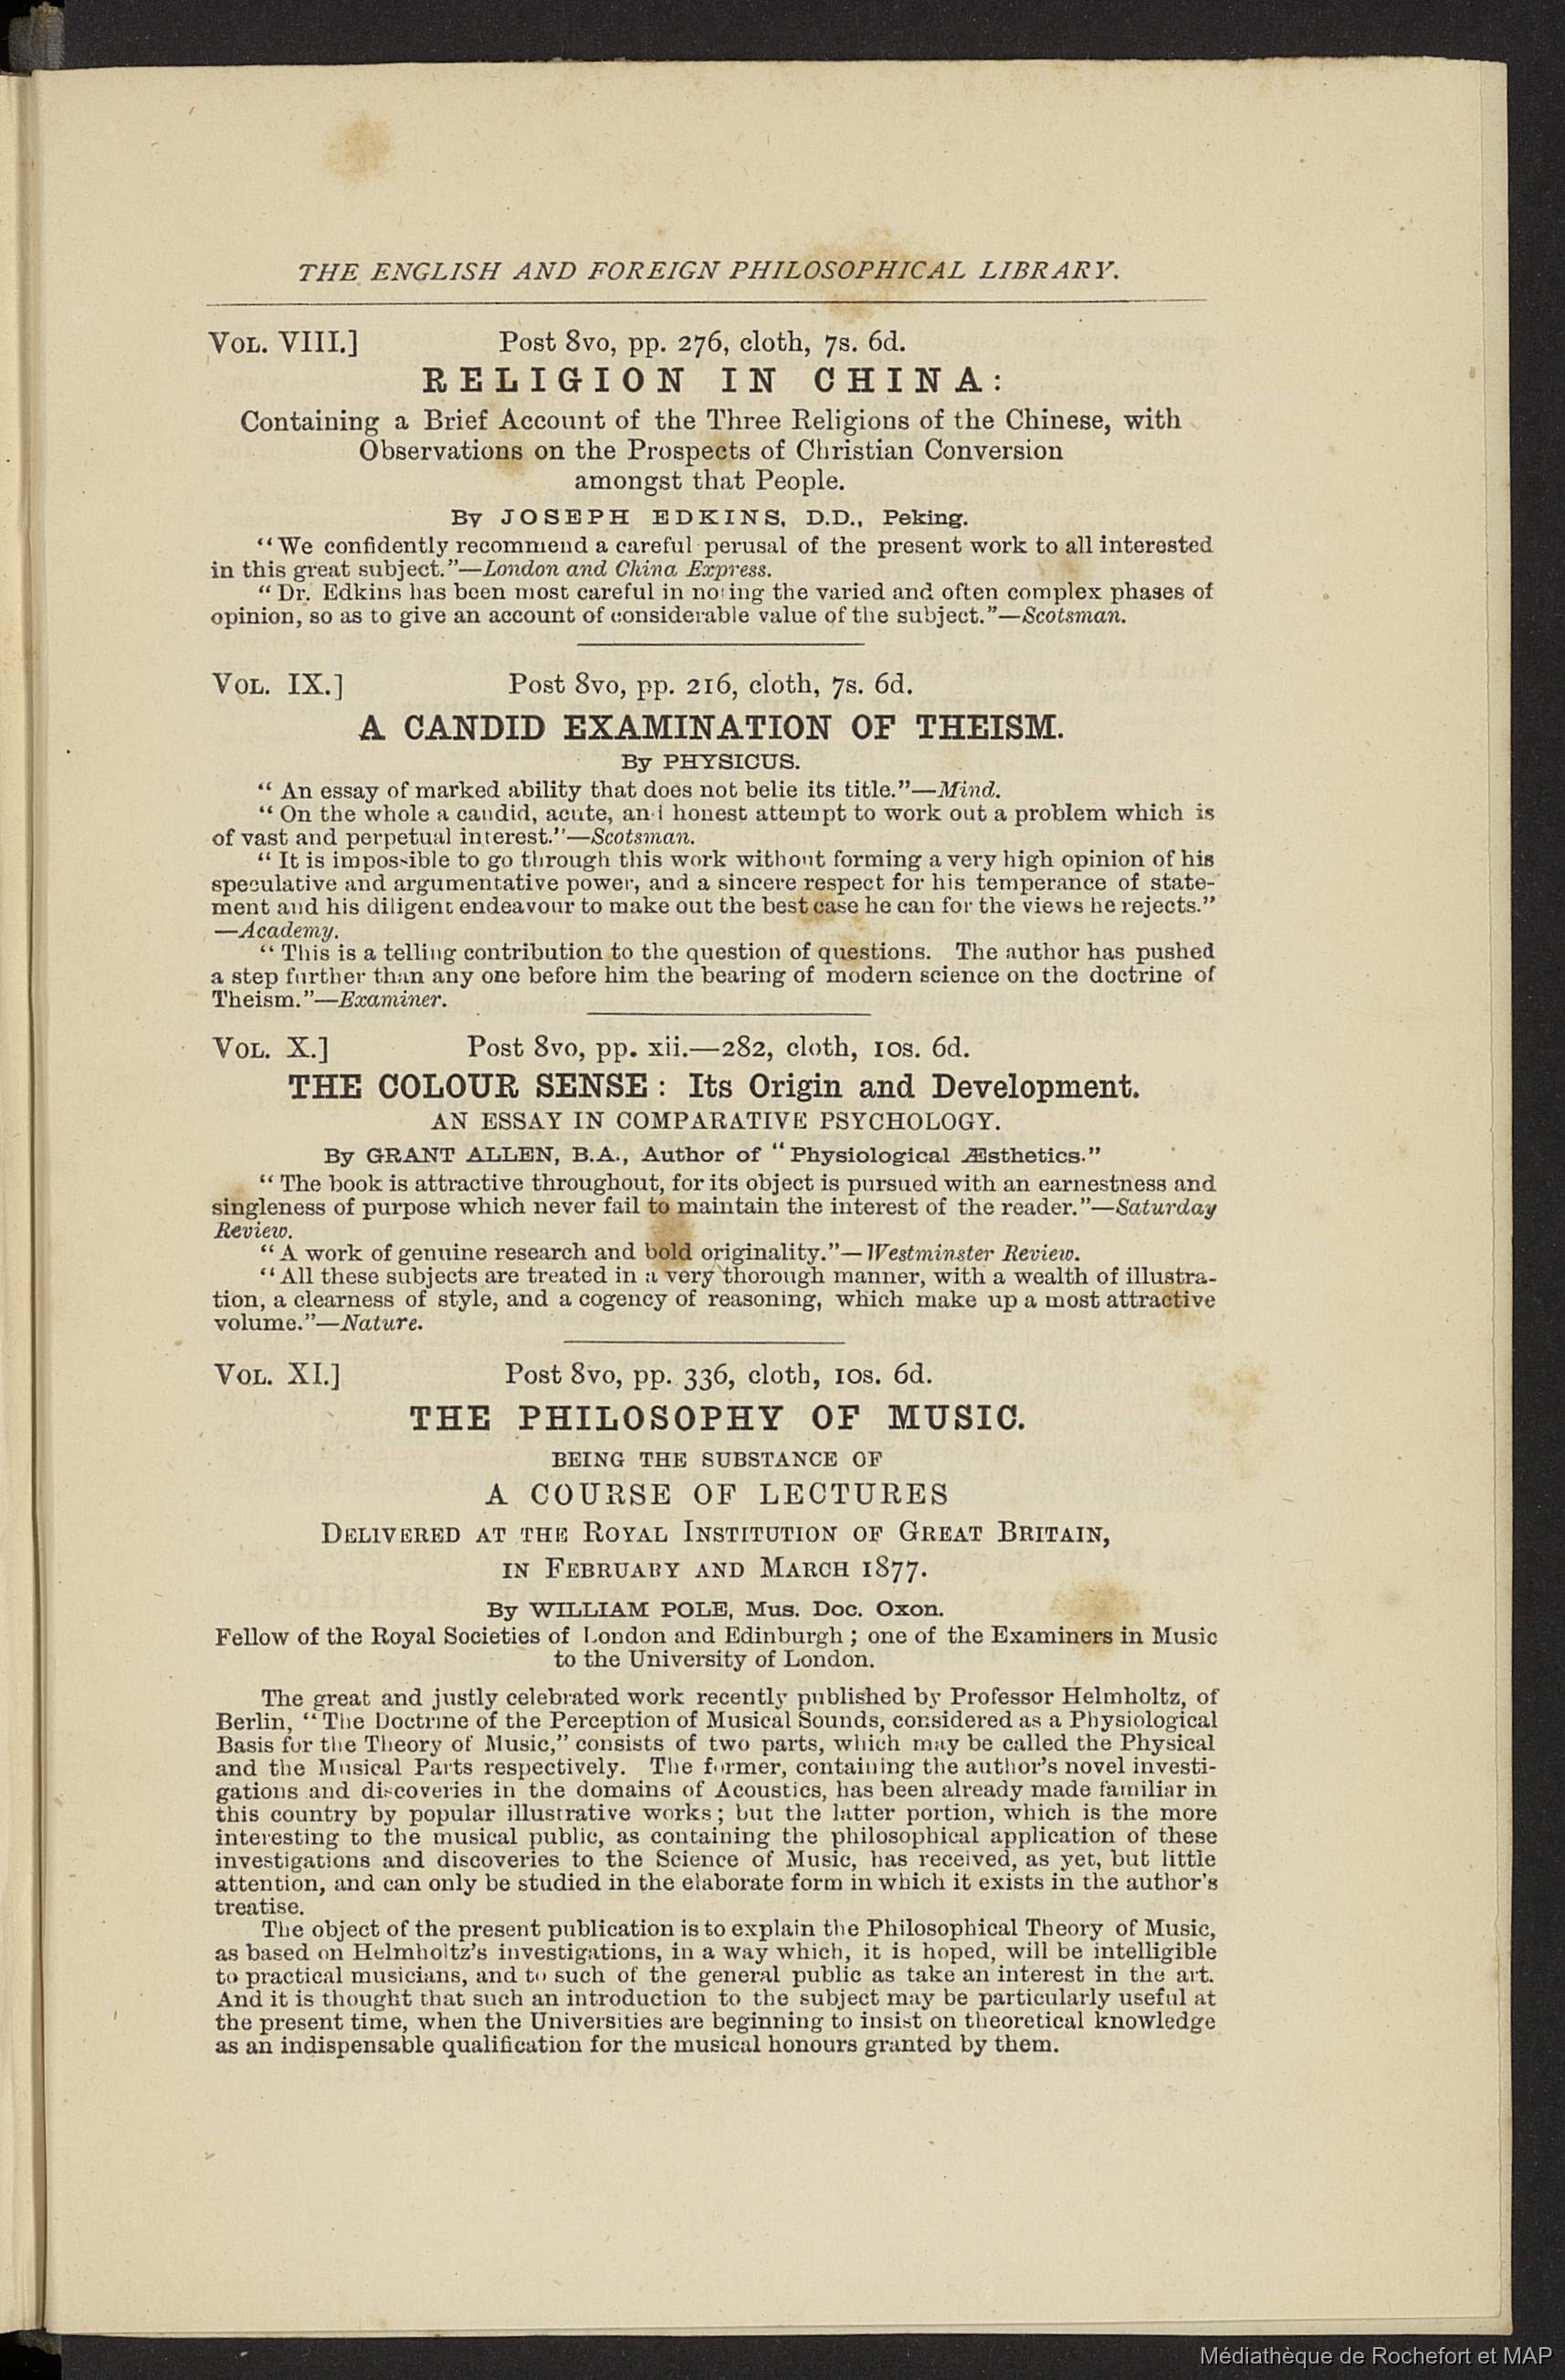 THE ENGLISH AND FOREIGN PHILOSOPHICAL LIBRARY.
VOL. VIII.] Post 8vo, pp. 276, cloth, 7s. 6d.
RELIGION IN CHINA:
Containing a Brief Account of the Three Religions of the Chinese, with
Observations on the Prospects of Christian Conversion
amongst that People.
By JOSEPH EDKINS, D.D., Peking.
“We confidently recommend a careful perusal of the present work to all interested
in this great subject.”—London and China Express.
“Dr. Edkins has been most careful in noting the varied and often complex phases of
opinion, so as to give an account of considerable value of the subject.”—Scotsman.
VOL. IX.] Post 8vo, pp. 216, cloth, 7s. 6d.
A CANDID EXAMINATION OF THEISM.
By PHYSICUS.
“An essay of marked ability that does not belie its title.”—Mind.
“On the whole a candid, acute, and honest attempt to work out a problem which is
of vast and perpetual interest.”—Scotsman.
“It is impossible to go through this work without forming a very high opinion of his
speculative and argumentative power, and a sincere respect for his temperance of state-
ment and his diligent endeavour to make out the best case he can for the views he rejects.”
—Academy.
“This is a telling contribution to the question of questions. The author has pushed
a step further than any one before him the bearing of modern science on the doctrine of
Theism.”—Examiner.
VOL. X.] Post 8vo, pp. xii.—282, cloth, 10s. 6d.
THE COLOUR SENSE: Its Origin and Development.
AN ESSAY IN COMPARATIVE PSYCHOLOGY.
By GRANT ALLEN, B.A., Author of “Physiological Æsthetics.”
“The book is attractive throughout, for its object is pursued with an earnestness and
singleness of purpose which never fail to maintain the interest of the reader.”—Saturday
Review.
“A work of genuine research and bold originality.”—Westminster Review.
“All these subjects are treated in a very thorough manner, with a wealth of illustra-
tion, a clearness of style, and a cogency of reasoning, which make up a most attractive
volume.”—Nature.
VOL. XI.] Post 8vo, pp. 336, cloth, 10s. 6d.
THE PHILOSOPHY OF MUSIC.
BEING THE SUBSTANCE OF
A COURSE OF LECTURES
DELIVERED AT THE ROYAL INSTITUTION OF GREAT BRITAIN,
IN FEBRUARY AND MARCH 1877.
By WILLIAM POLE, Mus. Doc. Oxon.
Fellow of the Royal Societies of London and Edinburgh; one of the Examiners in Music
to the University of London.
The great and justly celebrated work recently published by Professor Helmholtz, of
Berlin, “The Doctrine of the Perception of Musical Sounds, considered as a Physiological
Basis for the Theory of Music,” consists of two parts, which may be called the Physical
and the Musical Parts respectively. The former, containing the author's novel investi-
gations and discoveries in the domains of Acoustics, has been already made familiar in
this country by popular illustrative works; but the latter portion, which is the more
interesting to the musical public, as containing the philosophical application of these
investigations and discoveries to the Science of Music, has received, as yet, but little
attention, and can only be studied in the elaborate form in which it exists in the author's
treatise.
The object of the present publication is to explain the Philosophical Theory of Music,
as based on Helmholtz's investigations, in a way which, it is hoped, will be intelligible
to practical musicians, and to such of the general public as take an interest in the art.
And it is thought that such an introduction to the subject may be particularly useful at
the present time, when the Universities are beginning to insist on theoretical knowledge
as an indispensable qualification for the musical honours granted by them.
Médiathèque de Rochefort et MAP